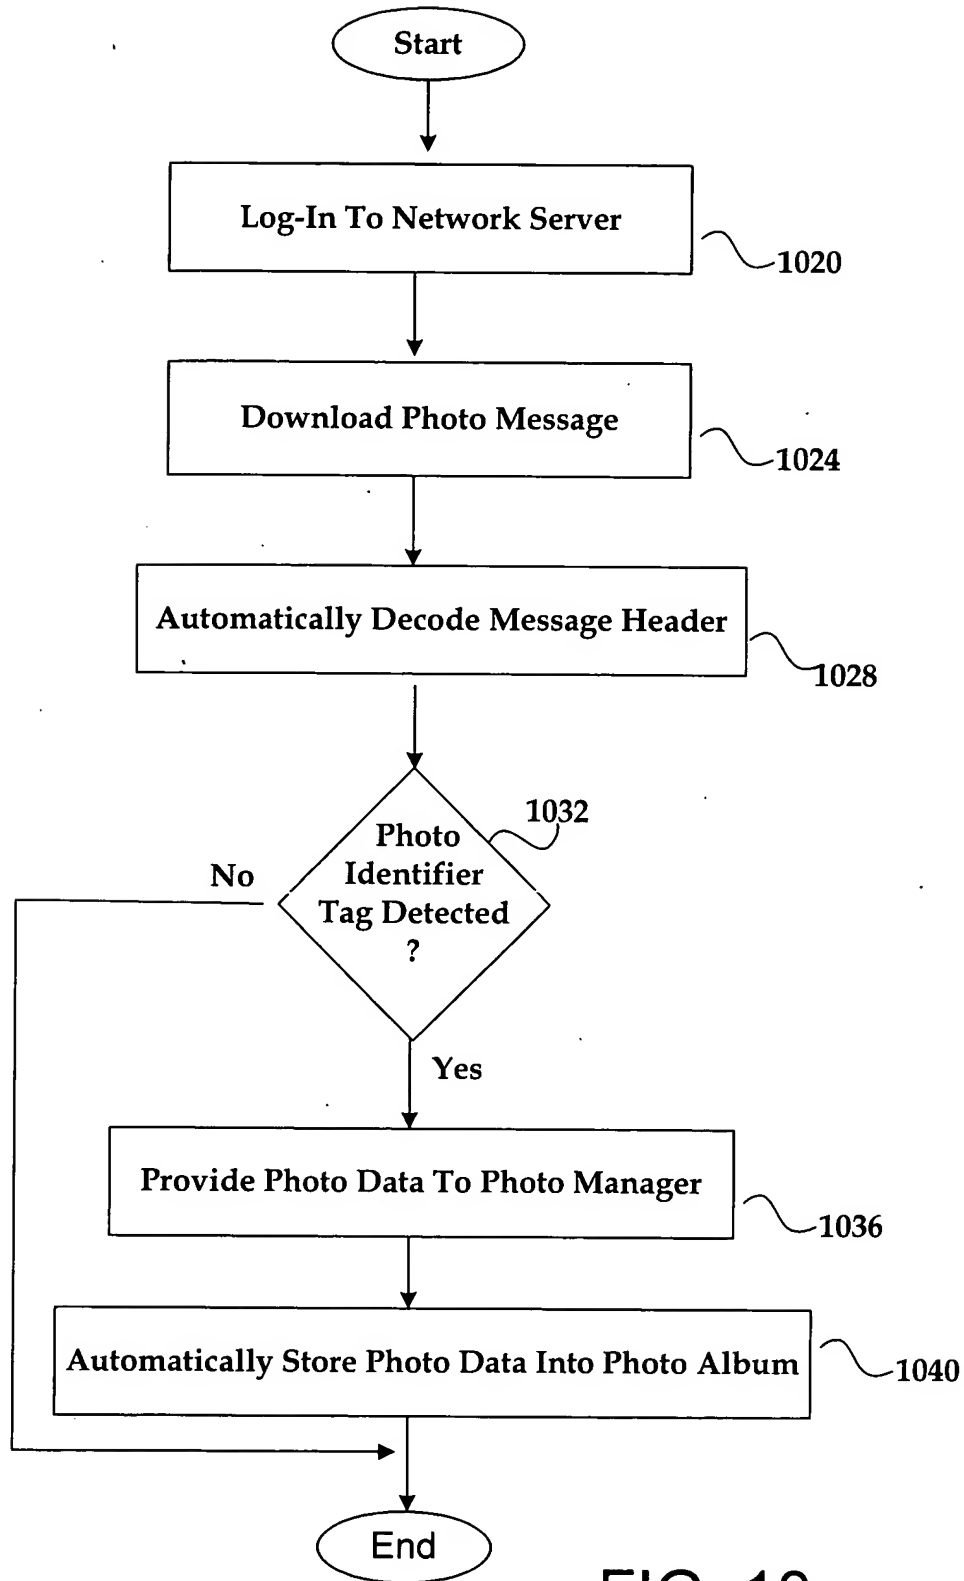 Start
Log-In To Network Server
1020
Download Photo Message
1024
Automatically Decode Message Header
1028
1032
Photo
Identifier
Tag Detected
?
No
Yes
Provide Photo Data To Photo Manager
1036
Automatically Store Photo Data Into Photo Album
1040
End
FIG.